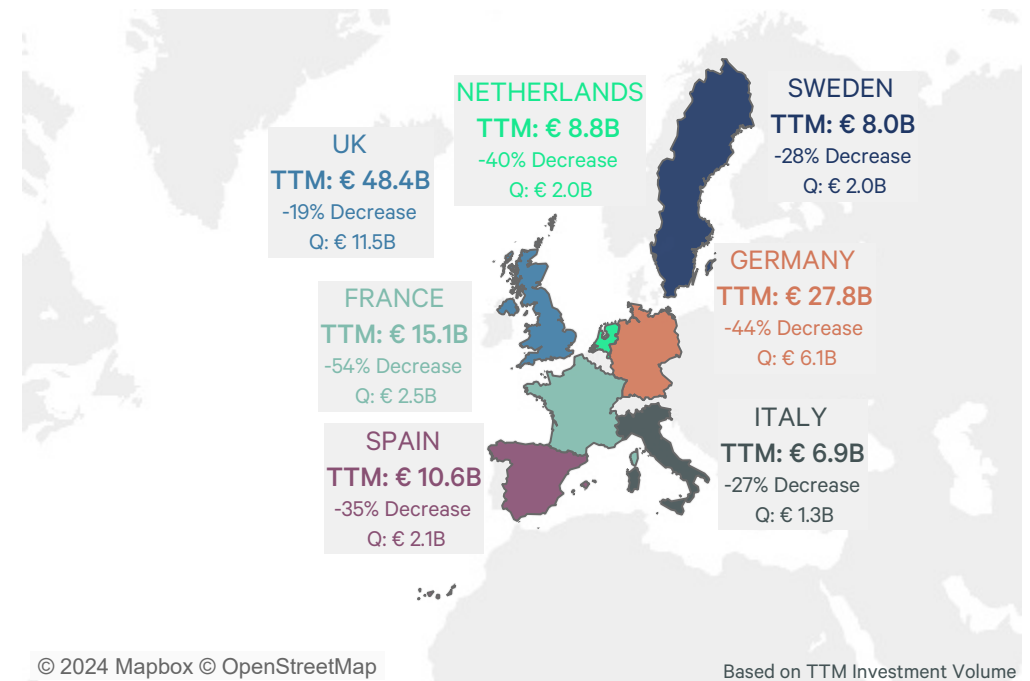 NETHERLANDS
TTM: € 8.8B
-40% Decrease
Q: € 2.0B
SWEDEN
TTM: € 8.0B
-28% Decrease
Q: € 2.0B
UK
TTM: € 48.4B
-19% Decrease
Q: € 11.5B
GERMANY
TTM: € 27.8B
-44% Decrease
Q: € 6.1B
FRANCE
TTM: € 15.1B
-54% Decrease
Q: € 2.5B
ITALY
TTM: € 6.9B
-27% Decrease
Q: € 1.3B
SPAIN
TTM: € 10.6B
-35% Decrease
Q: € 2.1B
© 2024 Mapbox © OpenStreetMap
Based on TTM Investment Volume